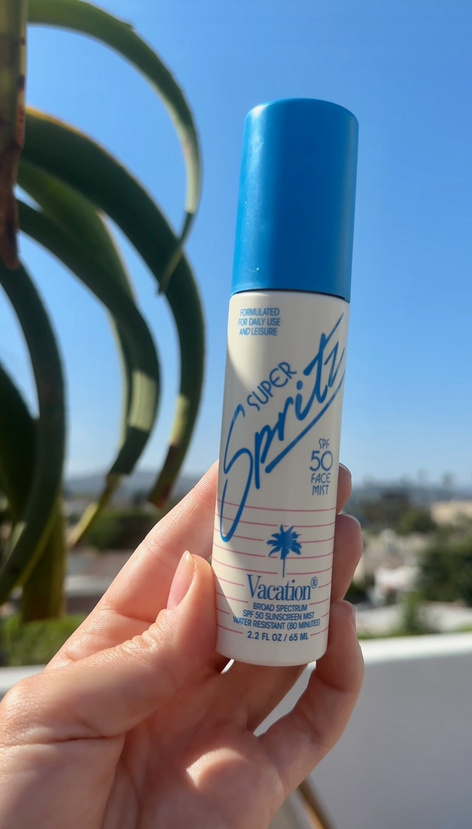 FORMULATED
FOR DAILY USE
AND LEISURE
SUPER
Spritz
SPF
50
FACE
MIST
Vacation®
BROAD SPECTRUM
SPF 50 SUNSCREEN MIST
WATER RESISTANT (80 MINUTES)
2.2 FL OZ / 65 ML